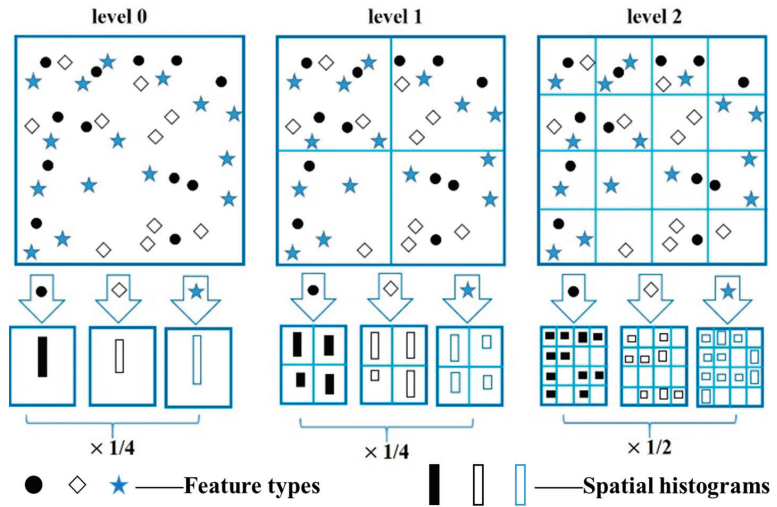 level 0 level 1 level 2
× 1/4 × 1/4 × 1/2
Feature types Spatial histograms